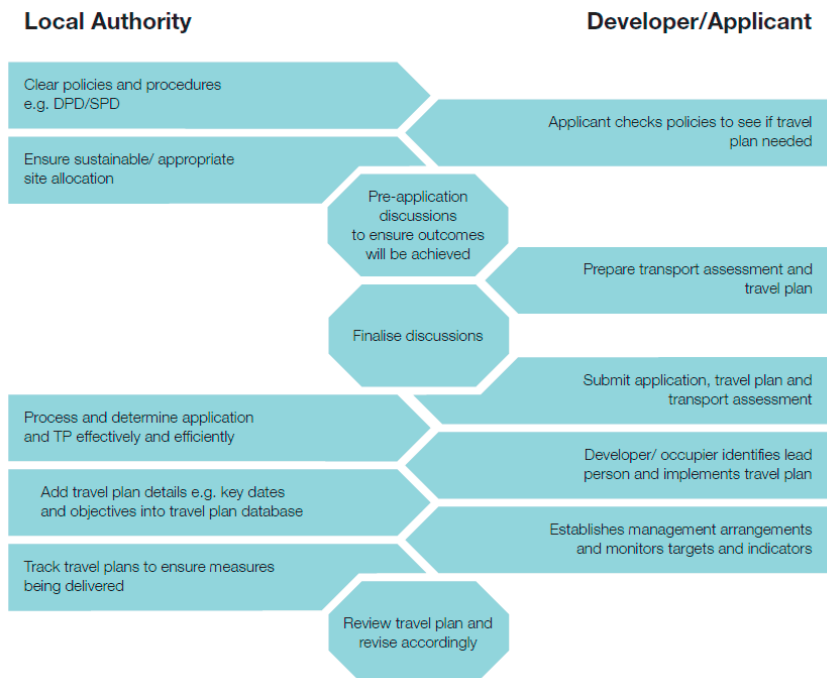 Local Authority
Developer/Applicant
Clear policies and procedures
e.g. DPD/SPD
Applicant checks policies to see if travel
plan needed
Ensure sustainable/ appropriate
site allocation
Pre-application
discussions
to ensure outcomes
will be achieved
Prepare transport assessment and
travel plan
Finalise discussions
Submit application, travel plan and
transport assessment
Process and determine application
and TP effectively and efficiently
Developer/ occupier identifies lead
person and implements travel plan
Add travel plan details e.g. key dates
and objectives into travel plan database
Establishes management arrangements
and monitors targets and indicators
Track travel plans to ensure measures
being delivered
Review travel plan and
revise accordingly